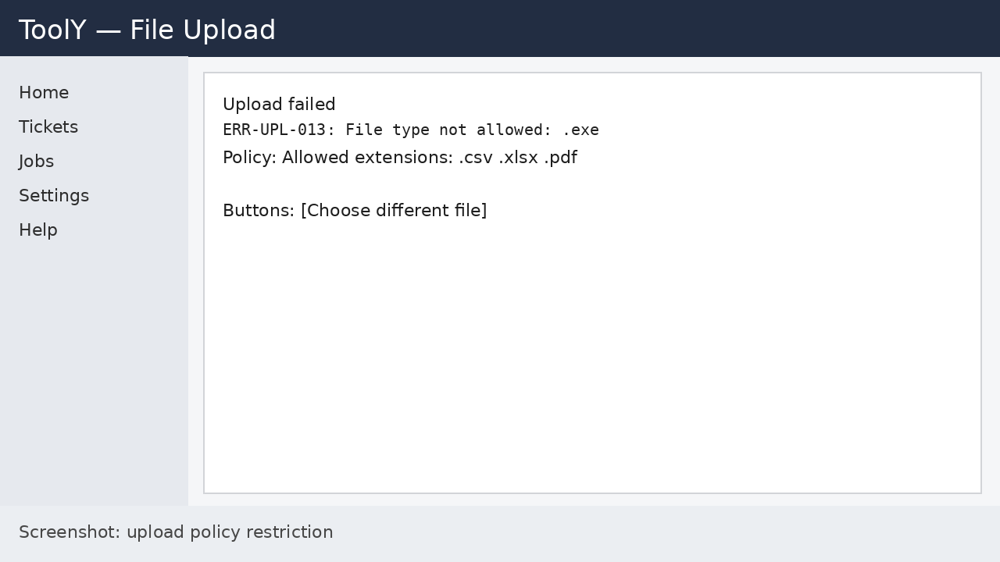 ToolY — File Upload
Home
Tickets
Jobs
Settings
Help
Upload failed
ERR-UPL-013: File type not allowed: .exe
Policy: Allowed extensions: .csv .xlsx .pdf
Buttons: [Choose different file]
Screenshot: upload policy restriction